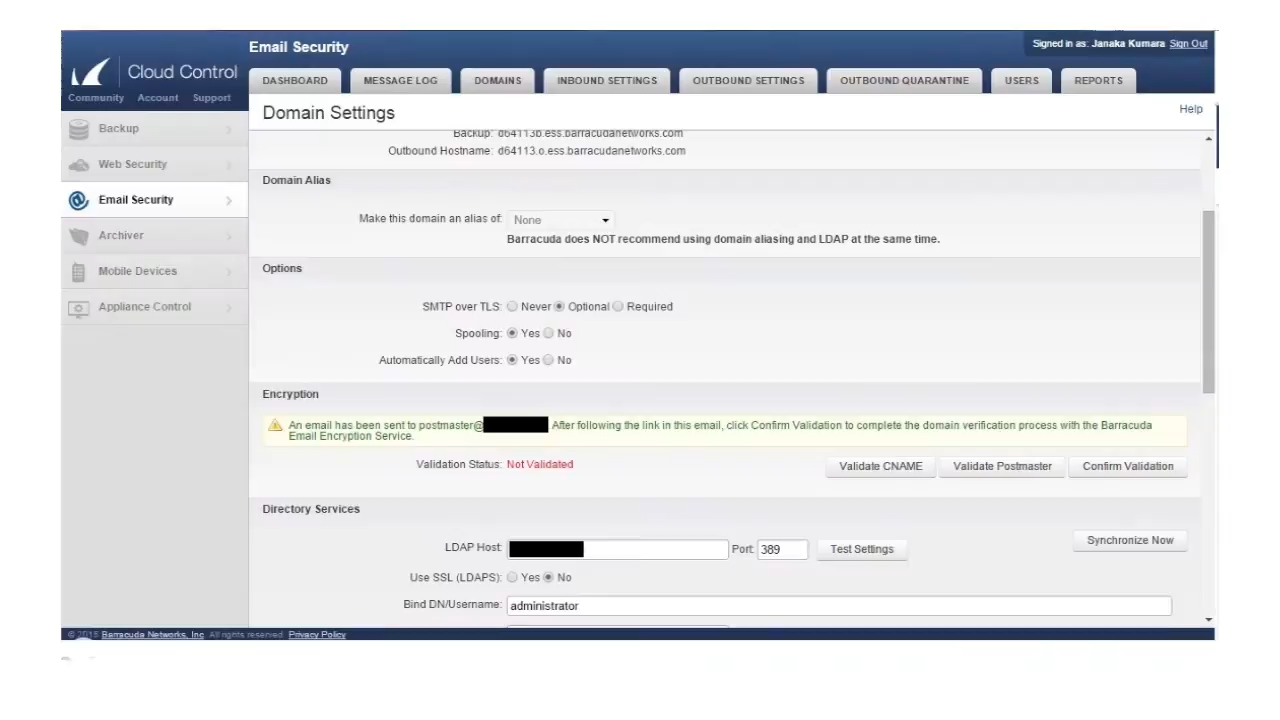 Email Security
Signed in as: Janaka Kumara Sign Out
Cloud Control
Community Account Support
DASHBOARD MESSAGE LOG DOMAINS INBOUND SETTINGS OUTBOUND SETTINGS OUTBOUND QUARANTINE USERS REPORTS
Domain Settings
Help
Backup
Web Security
Email Security
Archiver
Mobile Devices
Appliance Control
Backup: d64113b.ess.barracudanetworks.com
Outbound Hostname: d64113.o.ess.barracudanetworks.com
Domain Alias
Make this domain an alias of: None
Barracuda does NOT recommend using domain aliasing and LDAP at the same time.
Options
SMTP over TLS: Never Optional Required
Spooling: Yes No
Automatically Add Users: Yes No
Encryption
An email has been sent to postmaster@ After following the link in this email, click Confirm Validation to complete the domain verification process with the Barracuda
Email Encryption Service.
Validation Status: Not Validated
Validate CNAME Validate Postmaster Confirm Validation
Directory Services
Synchronize Now
LDAP Host: Port: 389 Test Settings
Use SSL (LDAPS): Yes No
Bind DN/Username: administrator
© 2015 Barracuda Networks, Inc. All rights reserved. Privacy Policy